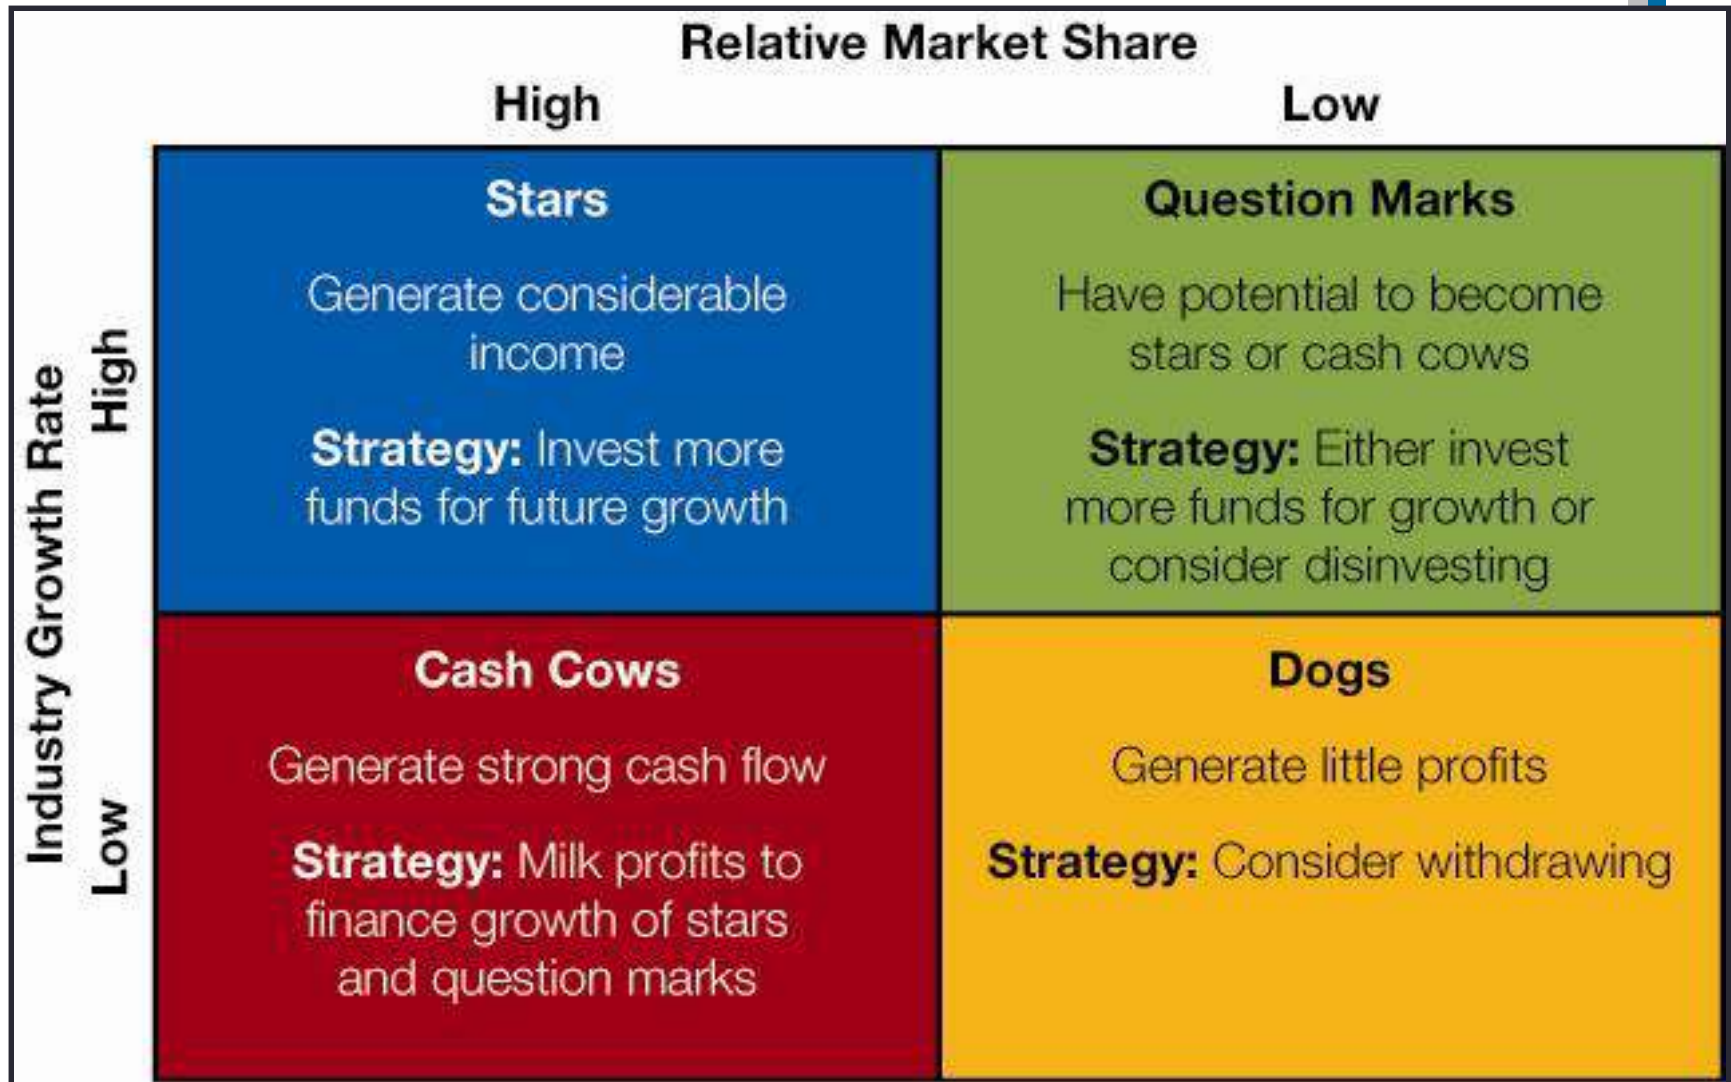 Relative Market Share
High
Low
Industry Growth Rate
High
Stars
Generate considerable
income
Strategy: Invest more
funds for future growth
Question Marks
Have potential to become
stars or cash cows
Strategy: Either invest
more funds for growth or
consider disinvesting
Low
Cash Cows
Generate strong cash flow
Strategy: Milk profits to
finance growth of stars
and question marks
Dogs
Generate little profits
Strategy: Consider withdrawing